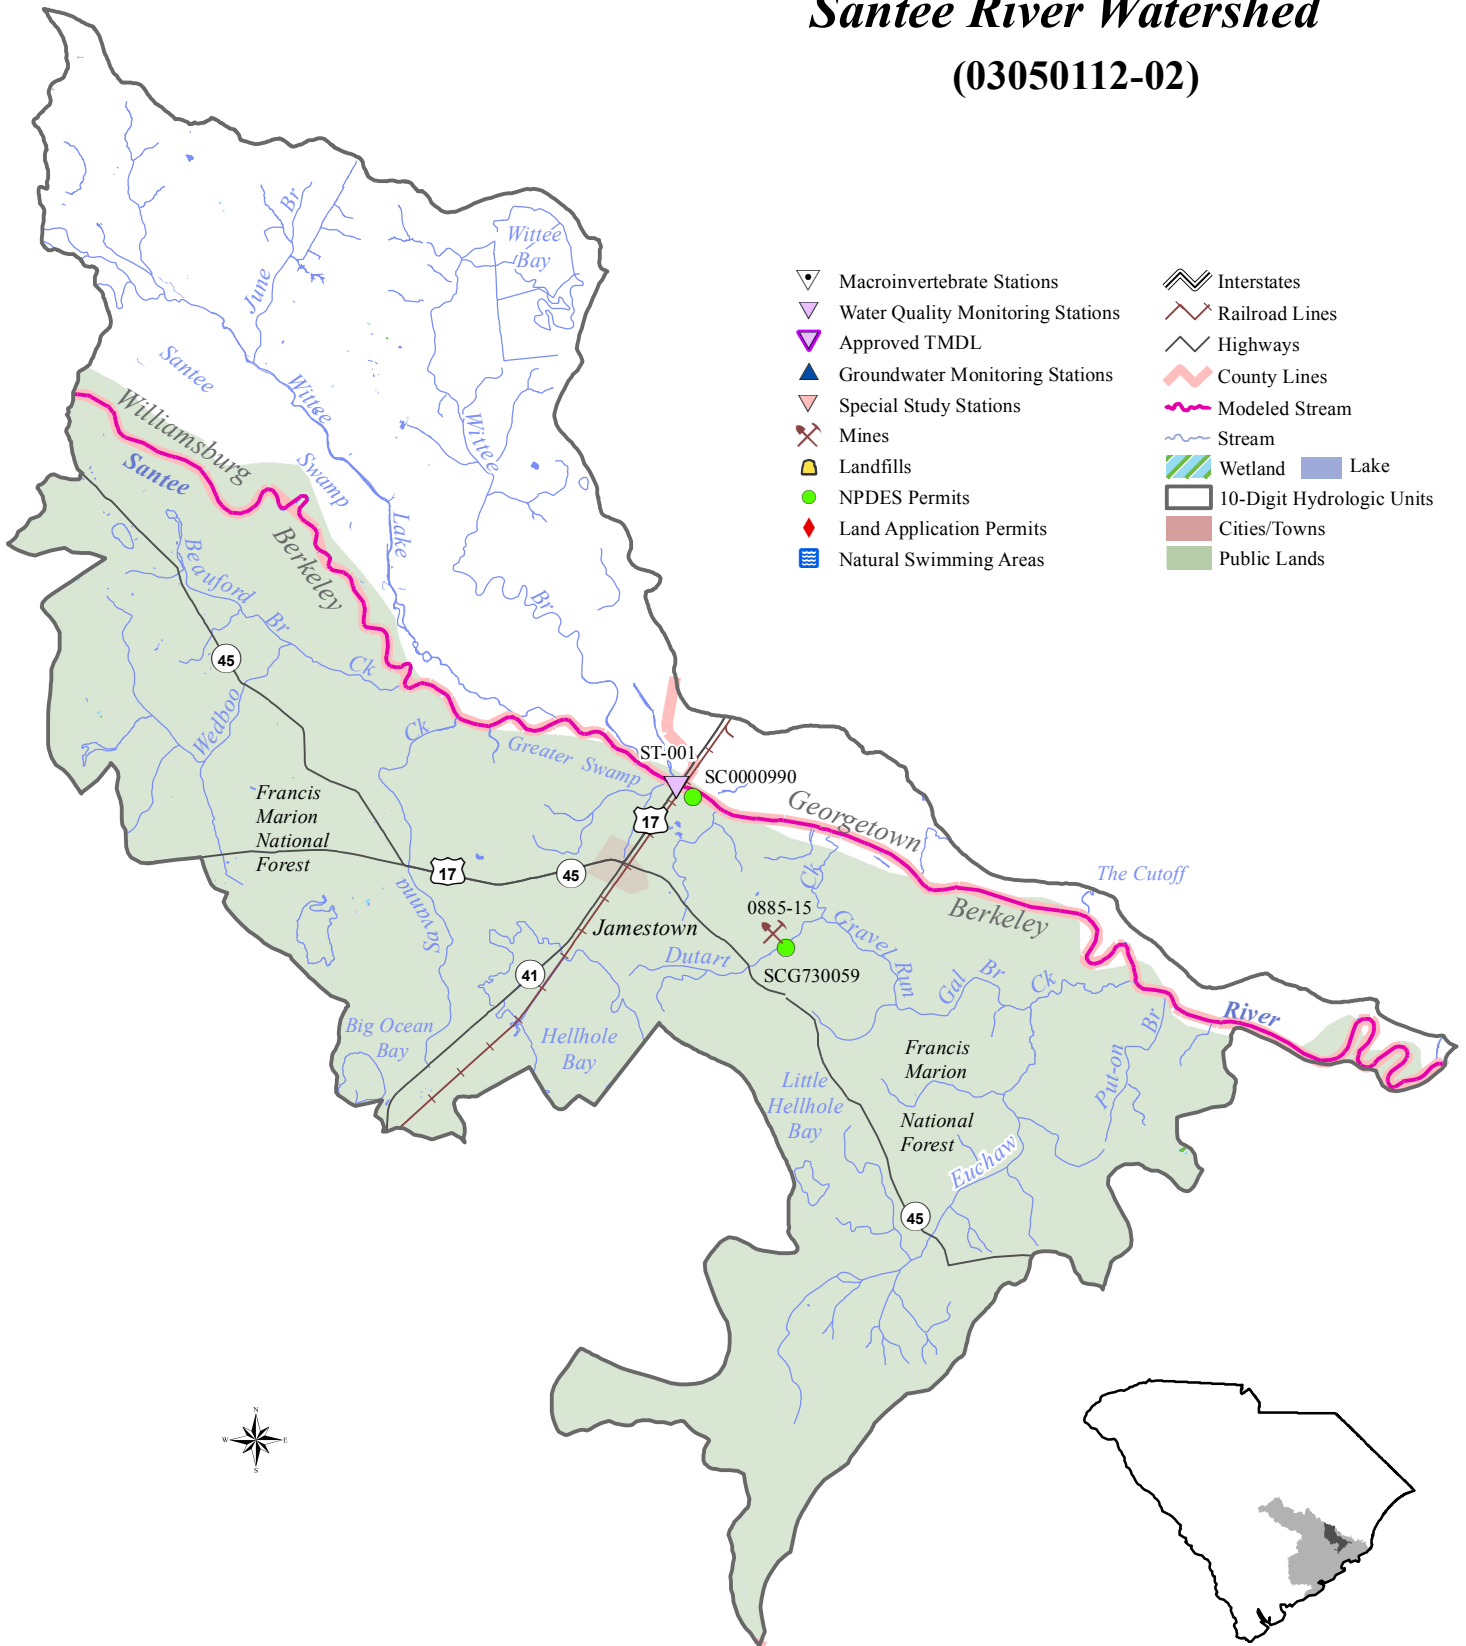 Santee River Watershed
(03050112-02)
Macroinvertebrate Stations
Water Quality Monitoring Stations
Approved TMDL
Groundwater Monitoring Stations
Special Study Stations
Mines
Landfills
NPDES Permits
Land Application Permits
Natural Swimming Areas
Interstates
Railroad Lines
Highways
County Lines
Modeled Stream
Stream
Wetland
Lake
10-Digit Hydrologic Units
Cities/Towns
Public Lands
June Br
Wittee
Bay
Santee
Swamp
Wittee
Lake
Wittee
Br
Williamsburg
Santee
Berkeley
Beauford
Br
Ck
45
Wedboo
Ck
Greater Swamp
ST-001
SC0000990
17
Georgetown
Francis
Marion
National
Forest
17
45
Savanna
Jamestown
41
Ck
0885-15
SCG730059
Dutart
Gravel
Run
Gal
Br
Ck
Berkeley
The Cutoff
River
Big Ocean
Bay
Hellhole
Bay
Little
Hellhole
Bay
Francis
Marion
National
Forest
Put-on
Br
Euchaw
45
N
W
E
S